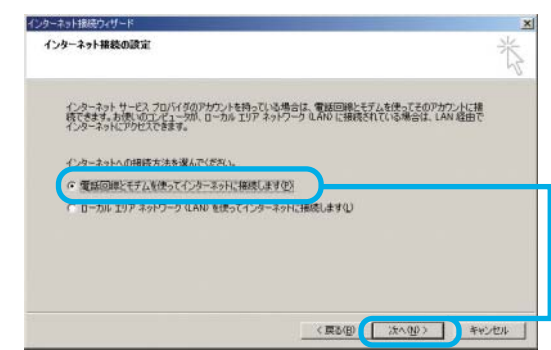 インターネット接続ウィザード
インターネット接続の設定
インターネット サービス プロバイダのアカウントを持っている場合は、電話回線とモデムを使ってそのアカウントに接
続できます。お使いのコンピュータが、ローカル エリア ネットワーク (LAN) に接続されている場合は、LAN 経由で
インターネットにアクセスできます。
インターネットへの接続方法を選んでください。
電話回線とモデムを使ってインターネットに接続します(P)
ローカル エリア ネットワーク (LAN) を使ってインターネットに接続します(L)
< 戻る(B)
次へ(N) >
キャンセル